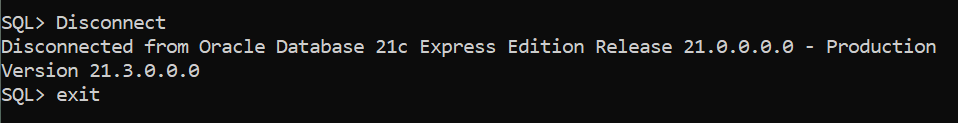 SQL> Disconnect
Disconnected from Oracle Database 21c Express Edition Release 21.0.0.0.0 - Production
Version 21.3.0.0.0
SQL> exit